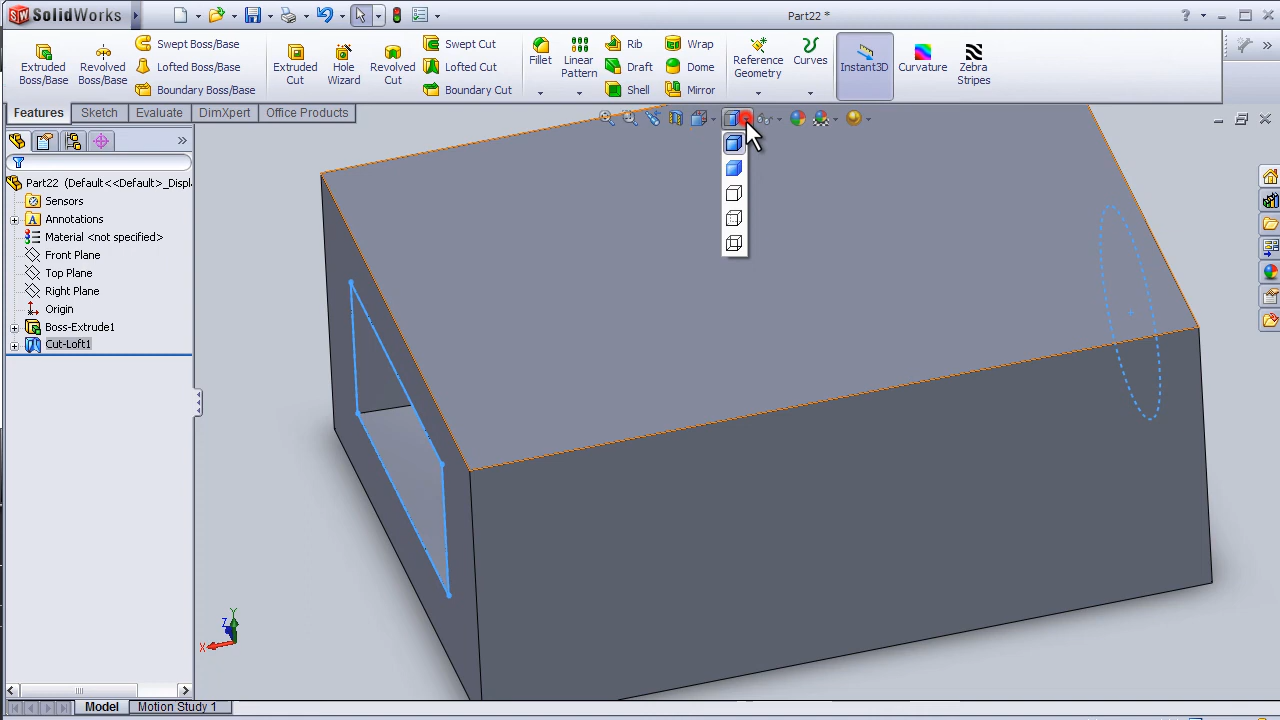 SW SolidWorks
Part22 *
?
Extruded Boss/Base
Revolved Boss/Base
Swept Boss/Base
Lofted Boss/Base
Boundary Boss/Base
Extruded Cut
Hole Wizard
Revolved Cut
Swept Cut
Lofted Cut
Boundary Cut
Fillet
Linear Pattern
Rib
Draft
Shell
Wrap
Dome
Mirror
Reference Geometry
Curves
Instant3D
Curvature
Zebra Stripes
Features
Sketch
Evaluate
DimXpert
Office Products
Part22 (Default<<Default>_Displ
Sensors
Annotations
Material <not specified>
Front Plane
Top Plane
Right Plane
Origin
Boss-Extrude1
Cut-Loft1
Y
Z
X
Model
Motion Study 1